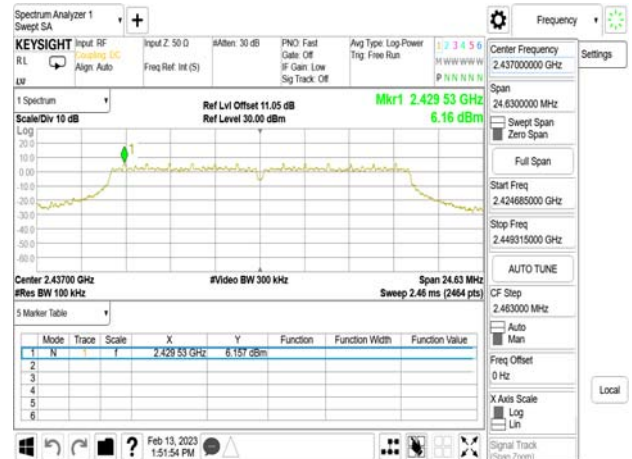 Spectrum Analyzer 1
Swept SA
+
Frequency
KEYSIGHT
Input: RF
Input Z: 50 Ω
#Atten: 30 dB
PNO: Fast
Avg Type: Log-Power
1 2 3 4 5 6
RL
Coupling: DC
Gate: Off
Trig: Free Run
M W W W W W
Align: Auto
Freq Ref: Int (S)
IF Gain: Low
P N N N N N
Sig Track: Off
Center Frequency
2.437000000 GHz
Settings
1 Spectrum
Ref Lvl Offset 11.05 dB
Mkr1 2.429 53 GHz
Scale/Div 10 dB
Ref Level 30.00 dBm
6.16 dBm
Log
20.0
10.0
0.00
-10.0
-20.0
-30.0
-40.0
-50.0
-60.0
1
Center 2.43700 GHz
#Video BW 300 kHz
Span 24.63 MHz
#Res BW 100 kHz
Sweep 2.46 ms (2464 pts)
5 Marker Table
Mode Trace Scale X Y Function Function Width Function Value
1 N 1 f 2.429 53 GHz 6.157 dBm
2
3
4
5
6
Span
24.6300000 MHz
Swept Span
Zero Span
Full Span
Start Freq
2.424685000 GHz
Stop Freq
2.449315000 GHz
AUTO TUNE
CF Step
2.463000 MHz
Auto
Man
Freq Offset
0 Hz
X Axis Scale
Log
Lin
Signal Track
(Span Zoom)
Local
?
Feb 13, 2023
1:51:54 PM